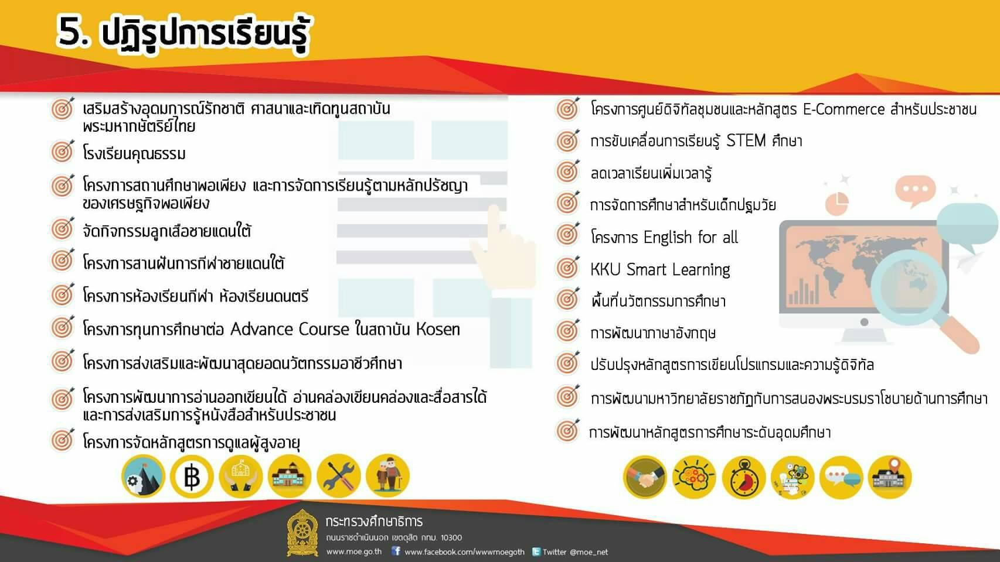 5. ปฏิรูปการเรียนรู้
เสริมสร้างอุดมการณ์รักชาติ ศาสนาและเทิดทูนสถาบัน
พระมหากษัตริย์ไทย
โรงเรียนคุณธรรม
โครงการสถานศึกษาพอเพียง และการจัดการเรียนรู้ตามหลักปรัชญา
ของเศรษฐกิจพอเพียง
จัดกิจกรรมลูกเสือชายแดนใต้
โครงการสานฝันการกีฬาชายแดนใต้
โครงการห้องเรียนกีฬา ห้องเรียนดนตรี
โครงการทุนการศึกษาต่อ Advance Course ในสถาบัน Kosen
โครงการส่งเสริมและพัฒนาสุดยอดนวัตกรรมอาชีวศึกษา
โครงการพัฒนาการอ่านออกเขียนได้ อ่านคล่องเขียนคล่องและสื่อสารได้
และการส่งเสริมการรู้หนังสือสำหรับประชาชน
โครงการจัดหลักสูตรการดูแลผู้สูงอายุ
โครงการศูนย์ดิจิทัลชุมชนและหลักสูตร E-Commerce สำหรับประชาชน
การขับเคลื่อนการเรียนรู้ STEM ศึกษา
ลดเวลาเรียนเพิ่มเวลารู้
การจัดการศึกษาสำหรับเด็กปฐมวัย
โครงการ English for all
KKU Smart Learning
พื้นที่นวัตกรรมการศึกษา
การพัฒนาภาษาอังกฤษ
ปรับปรุงหลักสูตรการเขียนโปรแกรมและความรู้ดิจิทัล
การพัฒนามหาวิทยาลัยราชภัฏกับการสนองพระบรมราโชบายด้านการศึกษา
การพัฒนาหลักสูตรการศึกษาระดับอุดมศึกษา
฿
กระทรวงศึกษาธิการ
ถนนราชดำเนินนอก เขตดุสิต กทม. 10300
www.moe.go.th f www.facebook.com/wwwmoegoth Twitter @moe_net